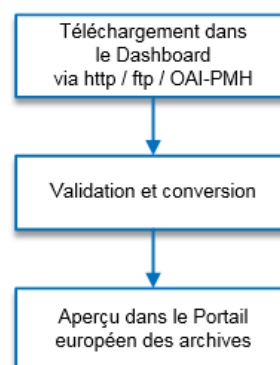 Téléchargement dans
le Dashboard
via http / ftp / OAI-PMH
Validation et conversion
Aperçu dans le Portail
européen des archives